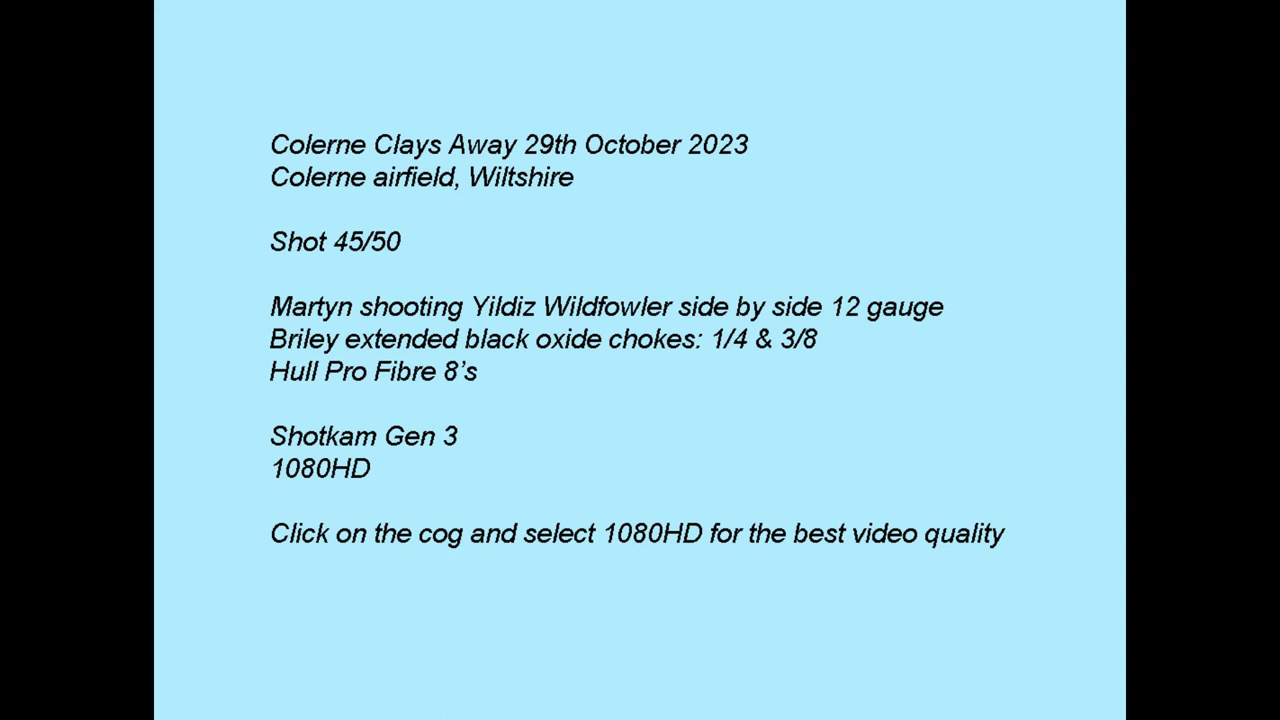 Colerne Clays Away 29th October 2023
Colerne airfield, Wiltshire
Shot 45/50
Martyn shooting Yildiz Wildfowler side by side 12 gauge
Briley extended black oxide chokes: 1/4 & 3/8
Hull Pro Fibre 8’s
Shotkam Gen 3
1080HD
Click on the cog and select 1080HD for the best video quality